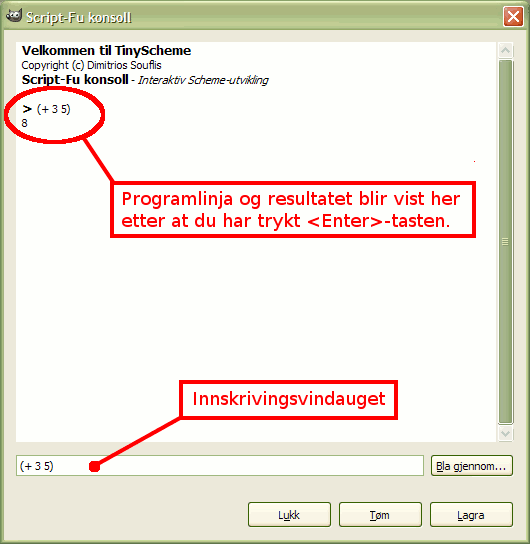 Script-Fu konsoll
Velkommen til TinyScheme
Copyright (c) Dimitrios Souflis
Script-Fu konsoll - Interaktiv Scheme-utvikling
> (+ 3 5)
8
Programlinja og resultatet blir vist her
etter at du har trykt <Enter>-tasten.
Innskrivingsvindauget
(+ 3 5)
Bla gjennom...
Lukk
Tøm
Lagra